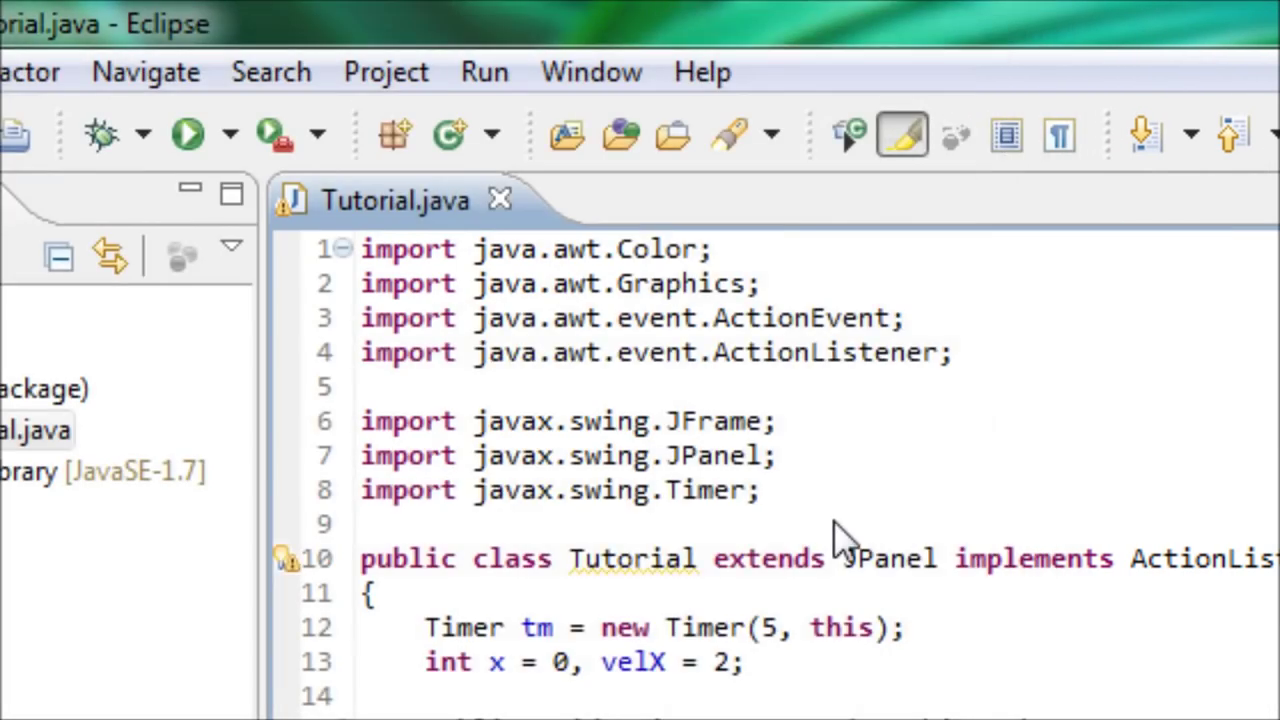 orial.java - Eclipse
actor Navigate Search Project Run Window Help
Tutorial.java
ackage)
al.java
brary [JavaSE-1.7]
1 import java.awt.Color;
2 import java.awt.Graphics;
3 import java.awt.event.ActionEvent;
4 import java.awt.event.ActionListener;
5
6 import javax.swing.JFrame;
7 import javax.swing.JPanel;
8 import javax.swing.Timer;
9
10 public class Tutorial extends JPanel implements ActionLis
11 {
12 Timer tm = new Timer(5, this);
13 int x = 0, velX = 2;
14